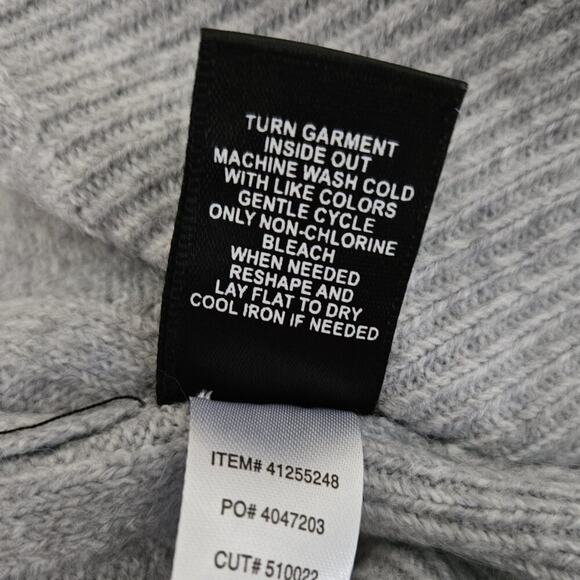 TURN GARMENT
INSIDE OUT
MACHINE WASH COLD
WITH LIKE COLORS
GENTLE CYCLE
ONLY NON-CHLORINE
BLEACH
WHEN NEEDED
RESHAPE AND
LAY FLAT TO DRY
COOL IRON IF NEEDED
ITEM# 41255248
PO# 4047203
CUT# 510022